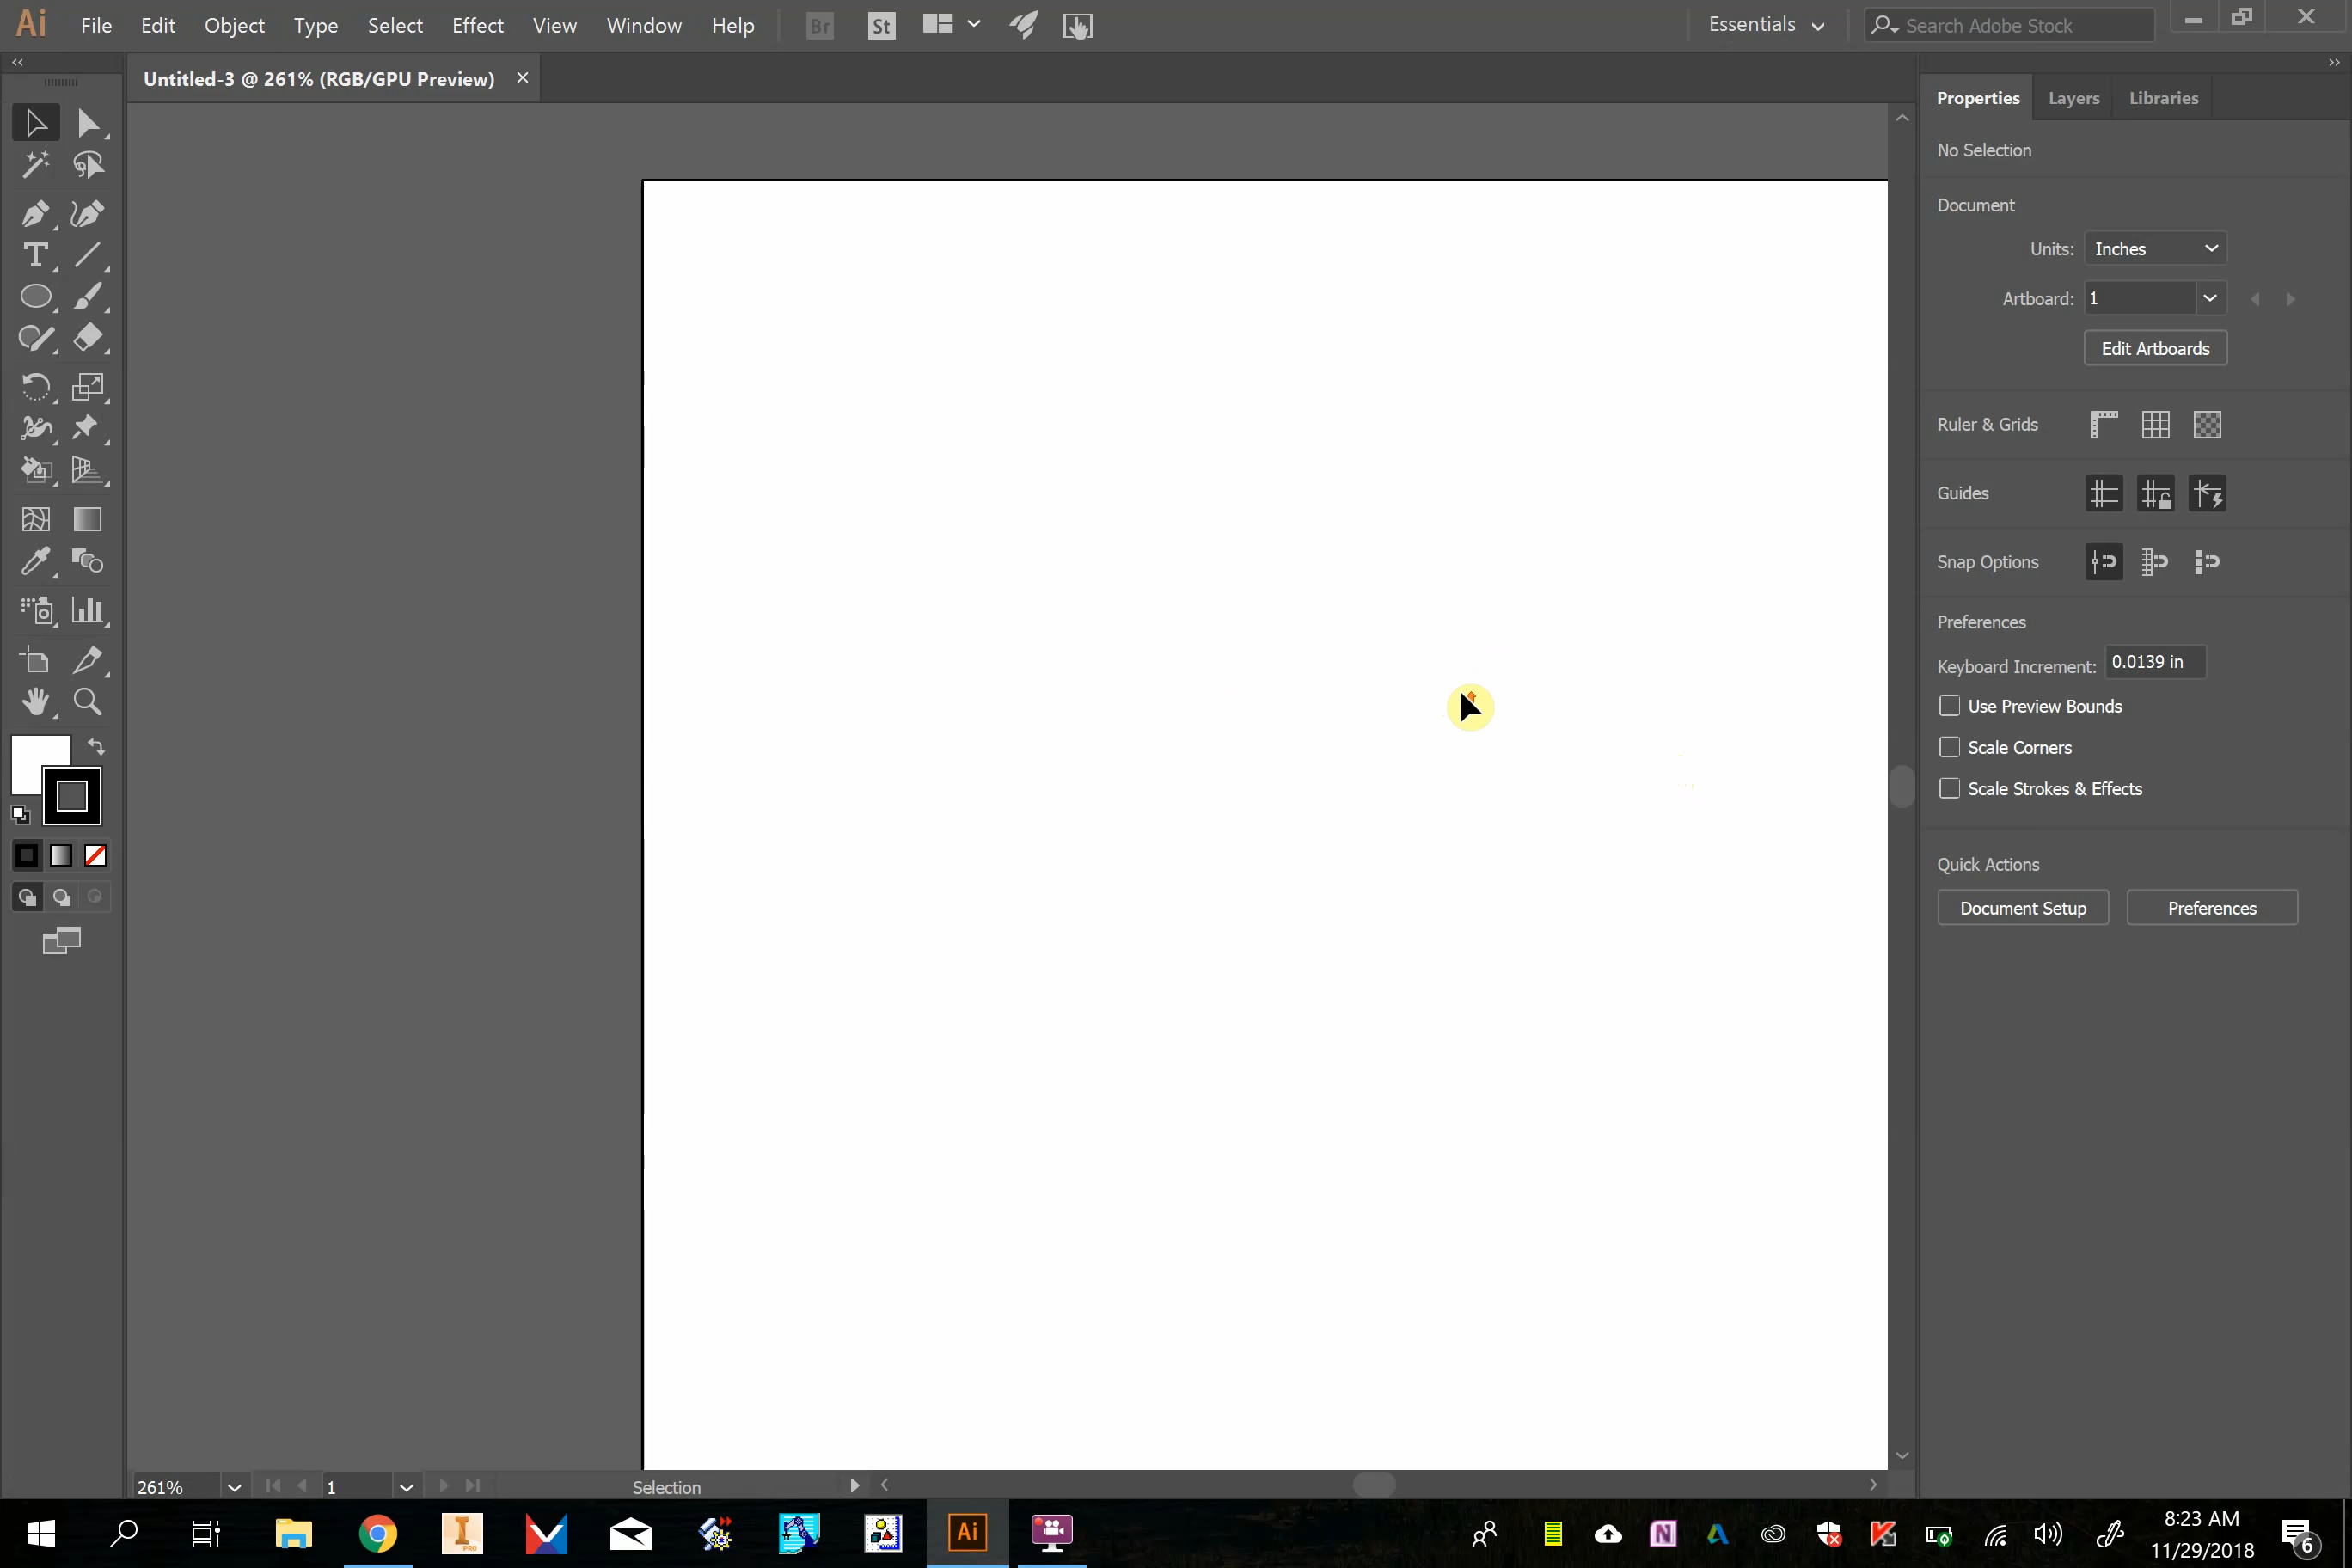 Ai File Edit Object Type Select Effect View Window Help Br St Essentials Search Adobe Stock
Untitled-3 @ 261% (RGB/GPU Preview)
Properties Layers Libraries
No Selection
Document
Units: Inches
Artboard: 1
Edit Artboards
Ruler & Grids
Guides
Snap Options
Preferences
Keyboard Increment: 0.0139 in
Use Preview Bounds
Scale Corners
Scale Strokes & Effects
Quick Actions
Document Setup Preferences
261% 1 Selection
I PRO Ai N
8:23 AM
11/29/2018
6